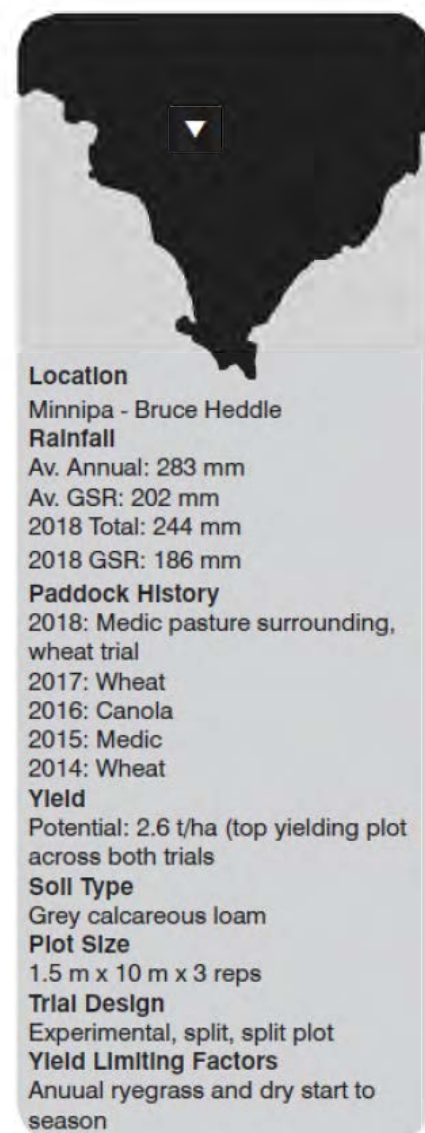 Location
Minnipa - Bruce Heddle
Rainfall
Av. Annual: 283 mm
Av. GSR: 202 mm
2018 Total: 244 mm
2018 GSR: 186 mm
Paddock History
2018: Medic pasture surrounding,
wheat trial
2017: Wheat
2016: Canola
2015: Medic
2014: Wheat
Yield
Potential: 2.6 t/ha (top yielding plot
across both trials
Soil Type
Grey calcareous loam
Plot Size
1.5 m x 10 m x 3 reps
Trial Design
Experimental, split, split plot
Yield Limiting Factors
Anuual ryegrass and dry start to
season